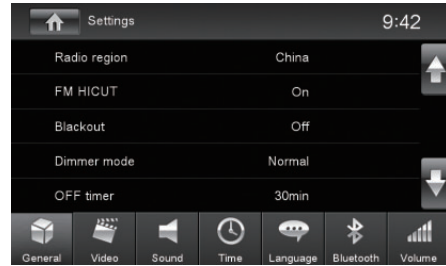 Settings 9:42
Radio region China
FM HICUT On
Blackout Off
Dimmer mode Normal
OFF timer 30min
General Video Sound Time Language Bluetooth Volume